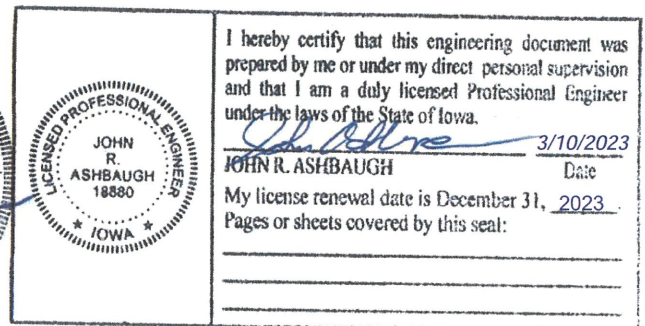 LICENSED PROFESSIONAL ENGINEER
JOHN
R.
ASHBAUGH
18880
★ IOWA ★
I hereby certify that this engineering document was
prepared by me or under my direct personal supervision
and that I am a duly licensed Professional Engineer
under the laws of the State of Iowa.
3/10/2023
JOHN R. ASHBAUGH Date
My license renewal date is December 31, 2023.
Pages or sheets covered by this seal: